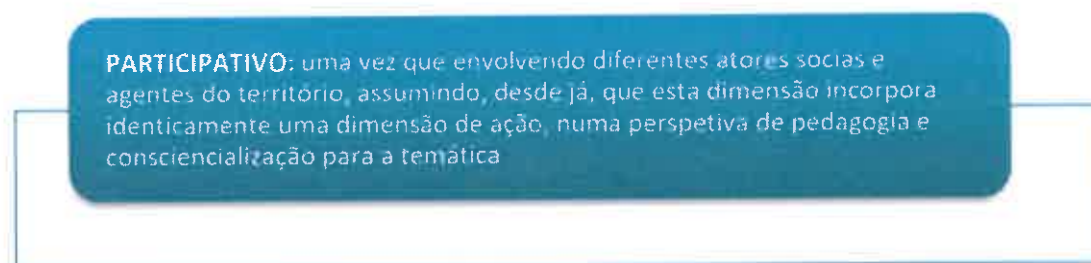 PARTICIPATIVO: uma vez que envolvendo diferentes atores socias e
agentes do território, assumindo, desde já, que esta dimensão incorpora
identicamente uma dimensão de ação, numa perspetiva de pedagogia e
consciencialização para a temática